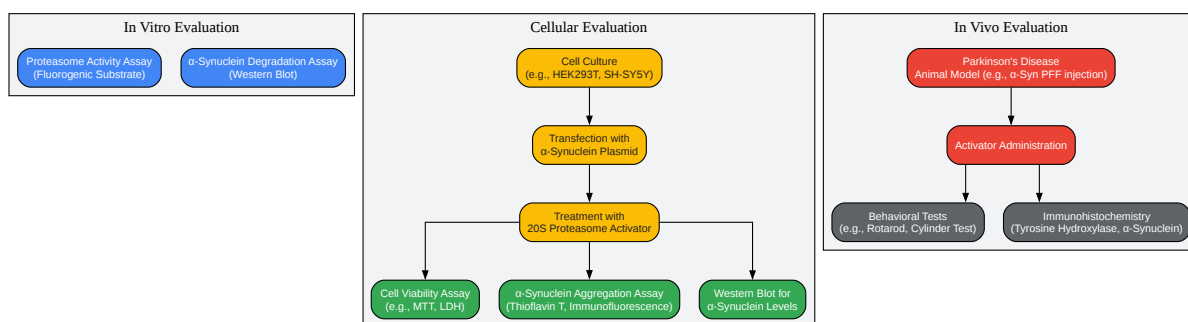 In Vitro Evaluation
Proteasome Activity Assay
(Fluorogenic Substrate)
α-Synuclein Degradation Assay
(Western Blot)
Cellular Evaluation
Cell Culture
(e.g., HEK293T, SH-SY5Y)
Transfection with
α-Synuclein Plasmid
Treatment with
20S Proteasome Activator
Cell Viability Assay
(e.g., MTT, LDH)
α-Synuclein Aggregation Assay
(Thioflavin T, Immunofluorescence)
Western Blot for
α-Synuclein Levels
In Vivo Evaluation
Parkinson's Disease
Animal Model (e.g., α-Syn PFF injection)
Activator Administration
Behavioral Tests
(e.g., Rotarod, Cylinder Test)
Immunohistochemistry
(Tyrosine Hydroxylase, α-Synuclein)